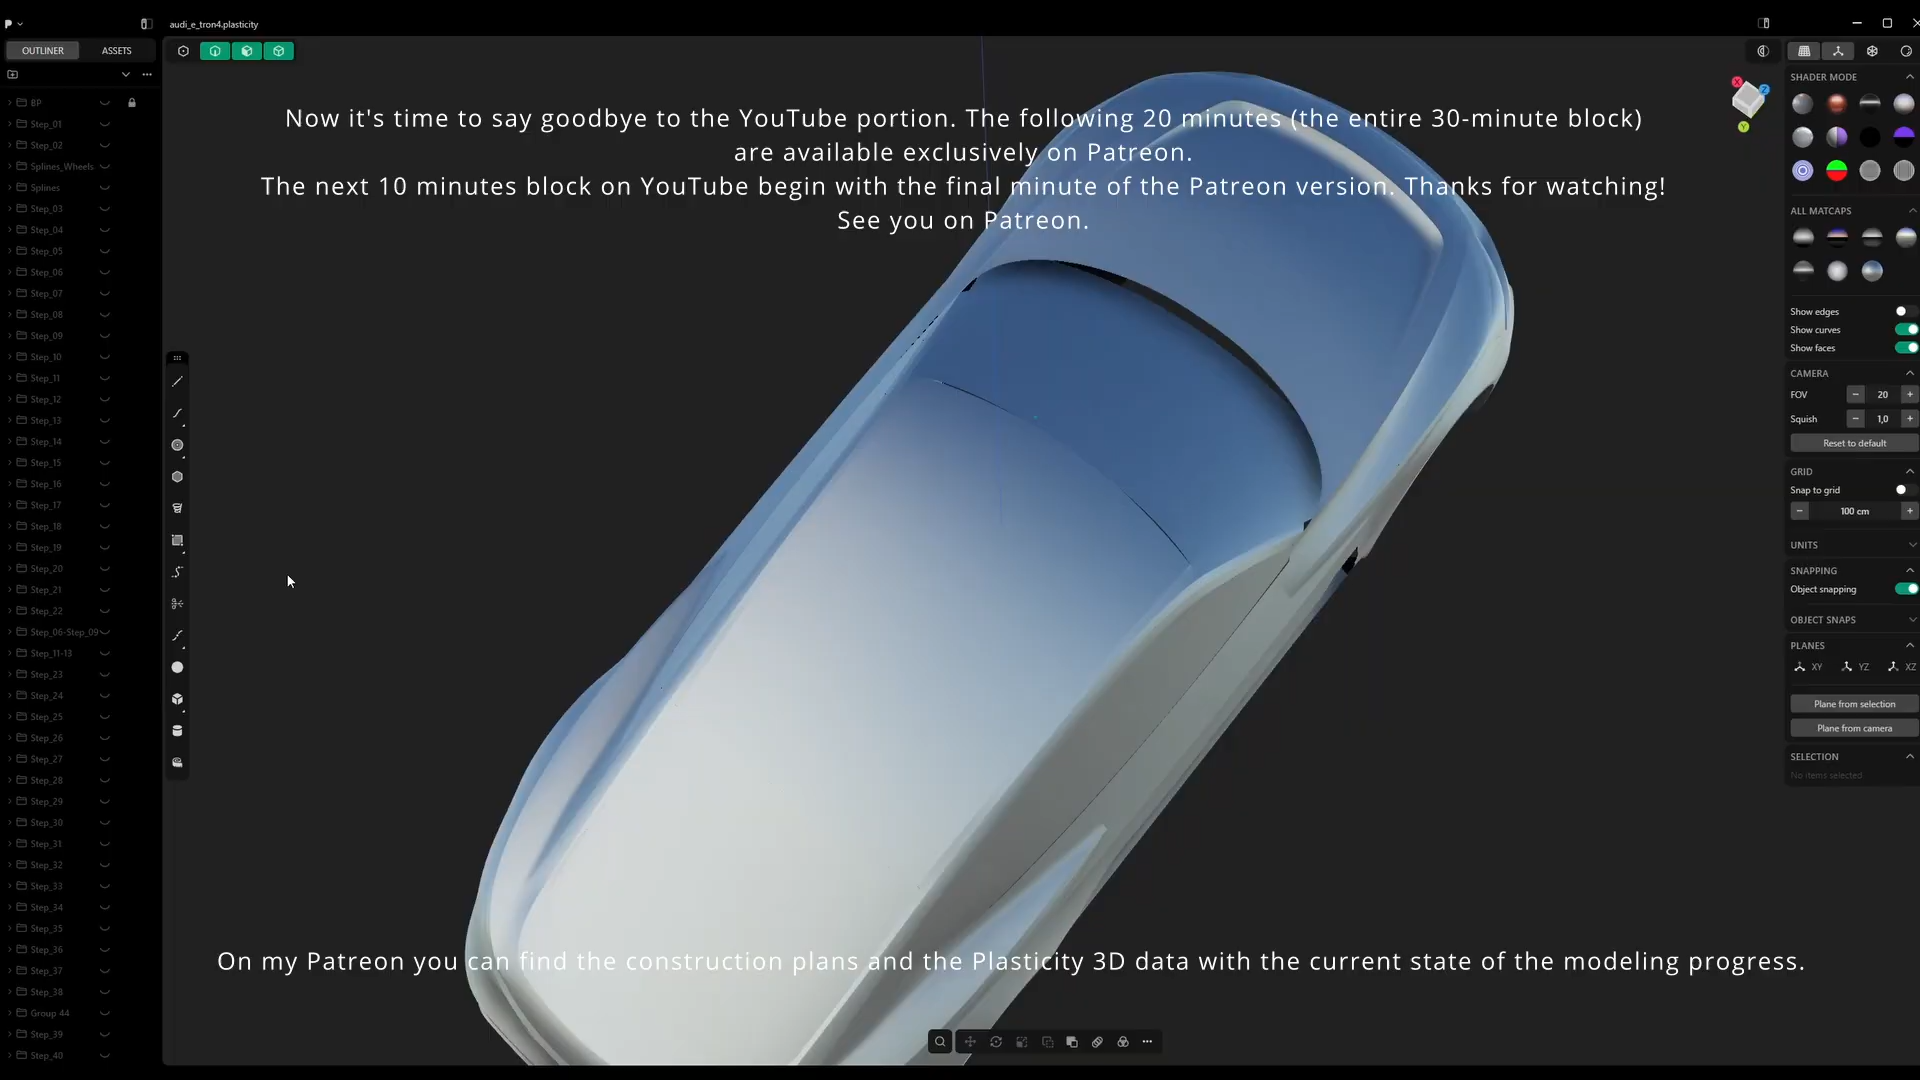 audi_e_tron4.plasticity
OUTLINER
ASSETS
Now it's time to say goodbye to the YouTube portion. The following 20 minutes (the entire 30-minute block)
are available exclusively on Patreon.
The next 10 minutes block on YouTube begin with the final minute of the Patreon version. Thanks for watching!
See you on Patreon.
BP
Step_01
Step_02
Splines_Wheels
Splines
Step_03
Step_04
Step_05
Step_06
Step_07
Step_08
Step_09
Step_10
Step_11
Step_12
Step_13
Step_14
Step_15
Step_16
Step_17
Step_18
Step_19
Step_20
Step_21
Step_22
Step_06-Step_09
Step_11-13
Step_23
Step_24
Step_25
Step_26
Step_27
Step_28
Step_29
Step_30
Step_31
Step_32
Step_33
Step_34
Step_35
Step_36
Step_37
Step_38
Group 44
Step_39
Step_40
X
Z
Y
SHADER MODE
ALL MATCAPS
Show edges
Show curves
Show faces
CAMERA
FOV 20
Squish 1,0
Reset to default
GRID
Snap to grid
100 cm
UNITS
SNAPPING
Object snapping
OBJECT SNAPS
PLANES
XY YZ XZ
Plane from selection
Plane from camera
SELECTION
No items selected
On my Patreon you can find the construction plans and the Plasticity 3D data with the current state of the modeling progress.